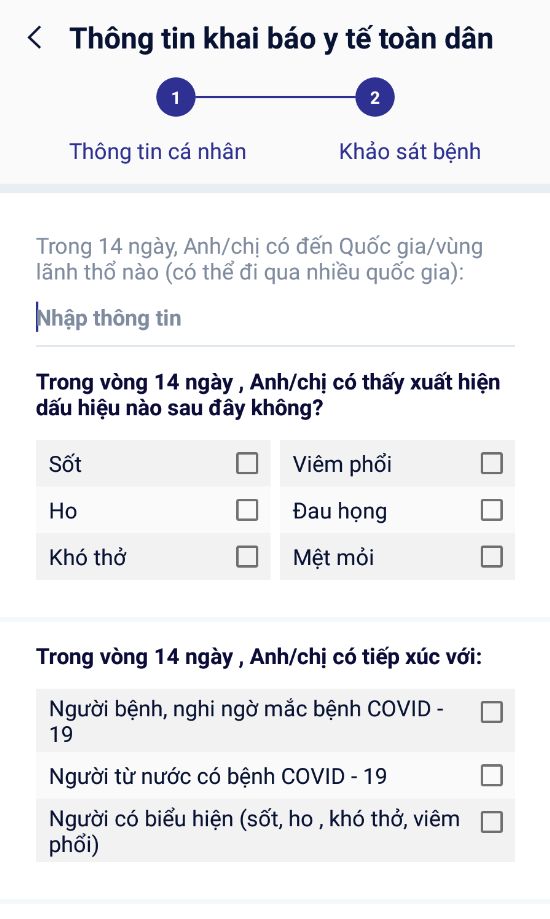 Thông tin khai báo y tế toàn dân
1
2
Thông tin cá nhân
Khảo sát bệnh
Trong 14 ngày, Anh/chị có đến Quốc gia/vùng
lãnh thổ nào (có thể đi qua nhiều quốc gia):
Nhập thông tin
Trong vòng 14 ngày , Anh/chị có thấy xuất hiện
dấu hiệu nào sau đây không?
Sốt
Viêm phổi
Ho
Đau họng
Khó thở
Mệt mỏi
Trong vòng 14 ngày , Anh/chị có tiếp xúc với:
Người bệnh, nghi ngờ mắc bệnh COVID -
19
Người từ nước có bệnh COVID - 19
Người có biểu hiện (sốt, ho , khó thở, viêm
phổi)